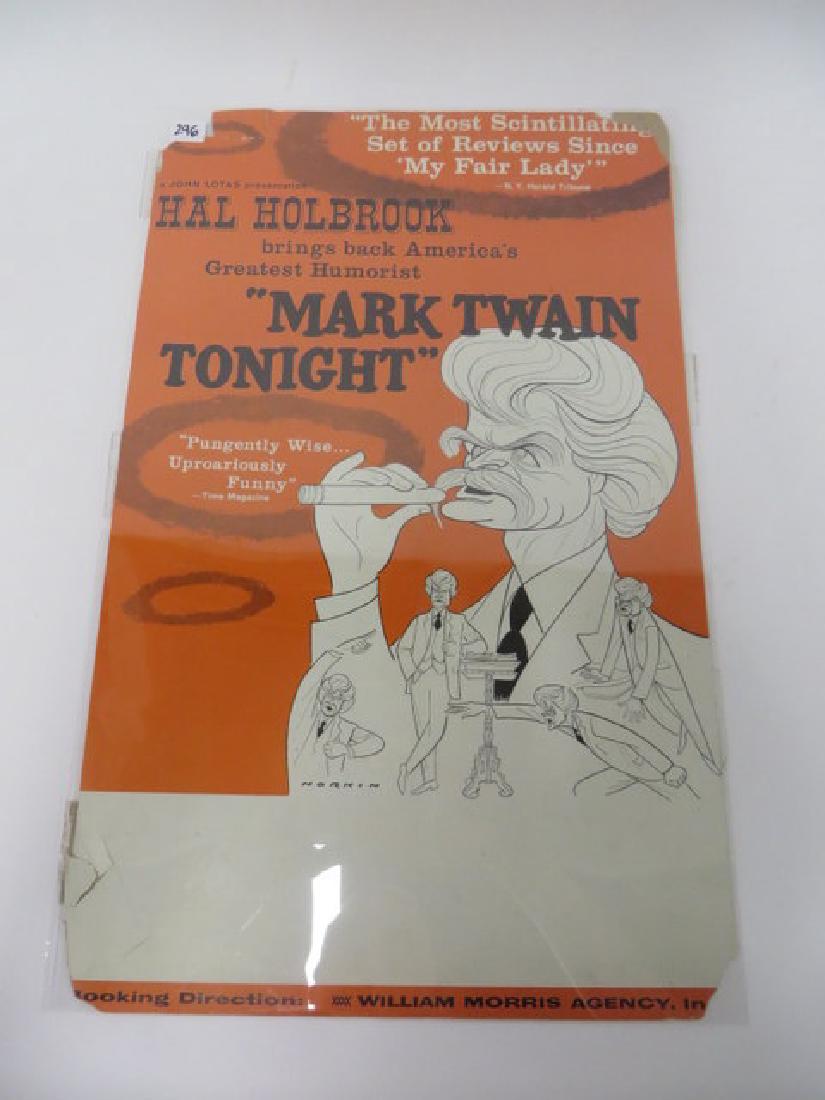 296
"The Most Scintillating
Set of Reviews Since
'My Fair Lady'"
—N. Y. Herald Tribune
a JOHN LOTAS presentation
HAL HOLBROOK
brings back America's
Greatest Humorist
"MARK TWAIN
TONIGHT"
"Pungently Wise...
Uproariously
Funny"
—Time Magazine
NORKIN
Booking Direction: XXXX WILLIAM MORRIS AGENCY, In